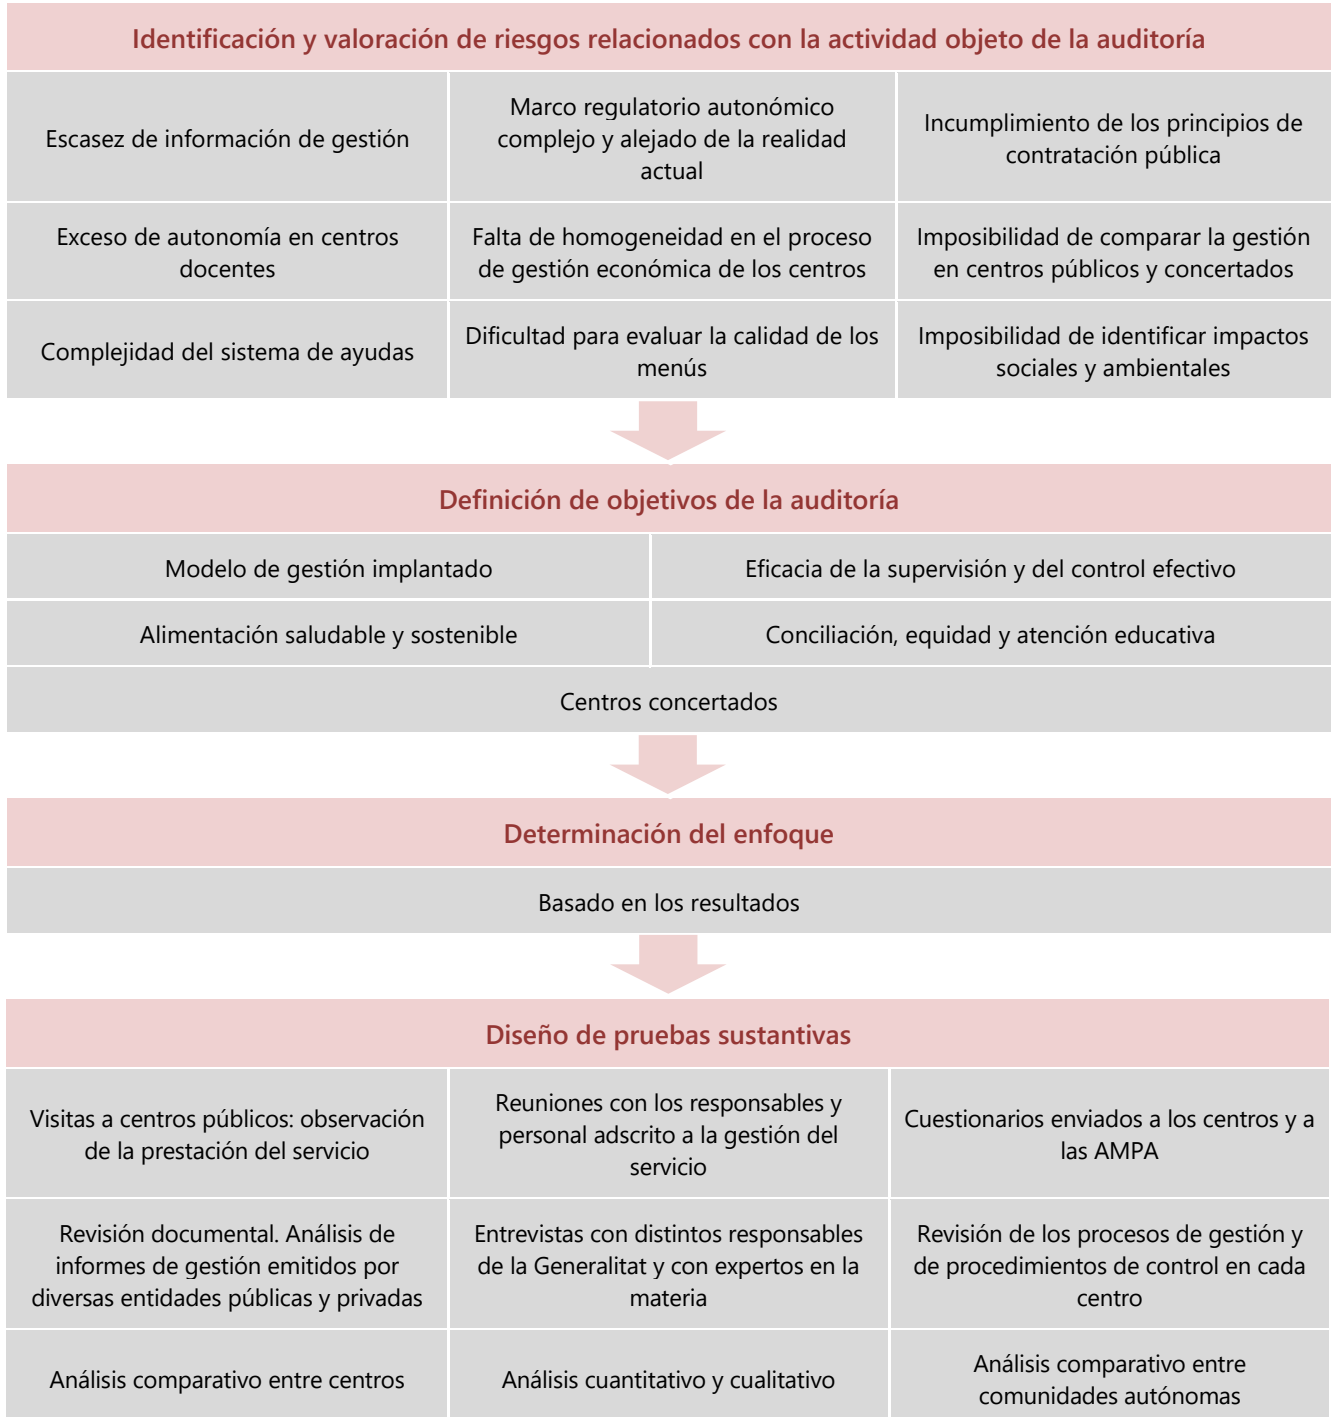 Identificación y valoración de riesgos relacionados con la actividad objeto de la auditoría
Escasez de información de gestión
Marco regulatorio autonómico
complejo y alejado de la realidad
actual
Incumplimiento de los principios de
contratación pública
Exceso de autonomía en centros
docentes
Falta de homogeneidad en el proceso
de gestión económica de los centros
Imposibilidad de comparar la gestión
en centros públicos y concertados
Complejidad del sistema de ayudas
Dificultad para evaluar la calidad de los
menús
Imposibilidad de identificar impactos
sociales y ambientales
Definición de objetivos de la auditoría
Modelo de gestión implantado
Eficacia de la supervisión y del control efectivo
Alimentación saludable y sostenible
Conciliación, equidad y atención educativa
Centros concertados
Determinación del enfoque
Basado en los resultados
Diseño de pruebas sustantivas
Visitas a centros públicos: observación
de la prestación del servicio
Reuniones con los responsables y
personal adscrito a la gestión del
servicio
Cuestionarios enviados a los centros y a
las AMPA
Revisión documental. Análisis de
informes de gestión emitidos por
diversas entidades públicas y privadas
Entrevistas con distintos responsables
de la Generalitat y con expertos en la
materia
Revisión de los procesos de gestión y
de procedimientos de control en cada
centro
Análisis comparativo entre centros
Análisis cuantitativo y cualitativo
Análisis comparativo entre
comunidades autónomas